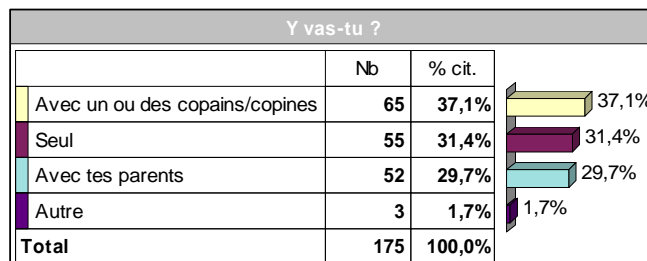 Y vas-tu ?
Nb % cit.
Avec un ou des copains/copines 65 37,1% 37,1%
Seul 55 31,4% 31,4%
Avec tes parents 52 29,7% 29,7%
Autre 3 1,7% 1,7%
Total 175 100,0%